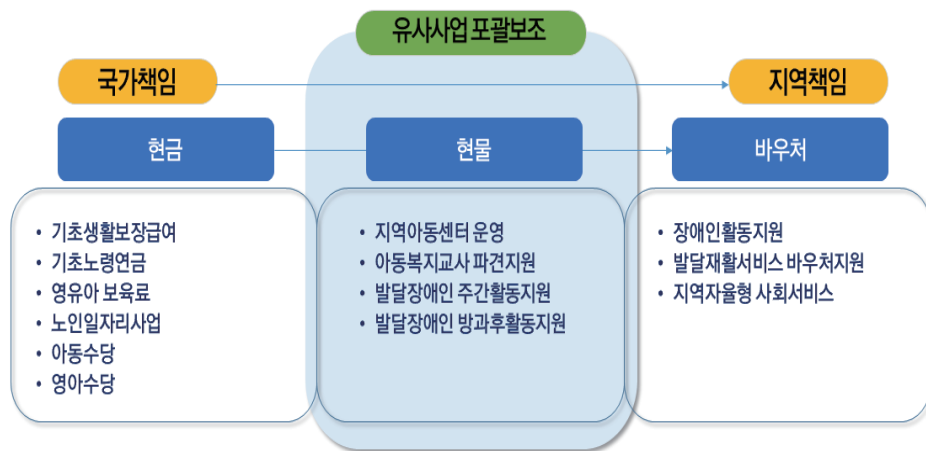 유사사업 포괄보조
국가책임
지역책임
현금
현물
바우처
• 기초생활보장급여
• 기초노령연금
• 영유아 보육료
• 노인일자리사업
• 아동수당
• 영아수당
• 지역아동센터 운영
• 아동복지교사 파견지원
• 발달장애인 주간활동지원
• 발달장애인 방과후활동지원
• 장애인활동지원
• 발달재활서비스 바우처지원
• 지역자율형 사회서비스